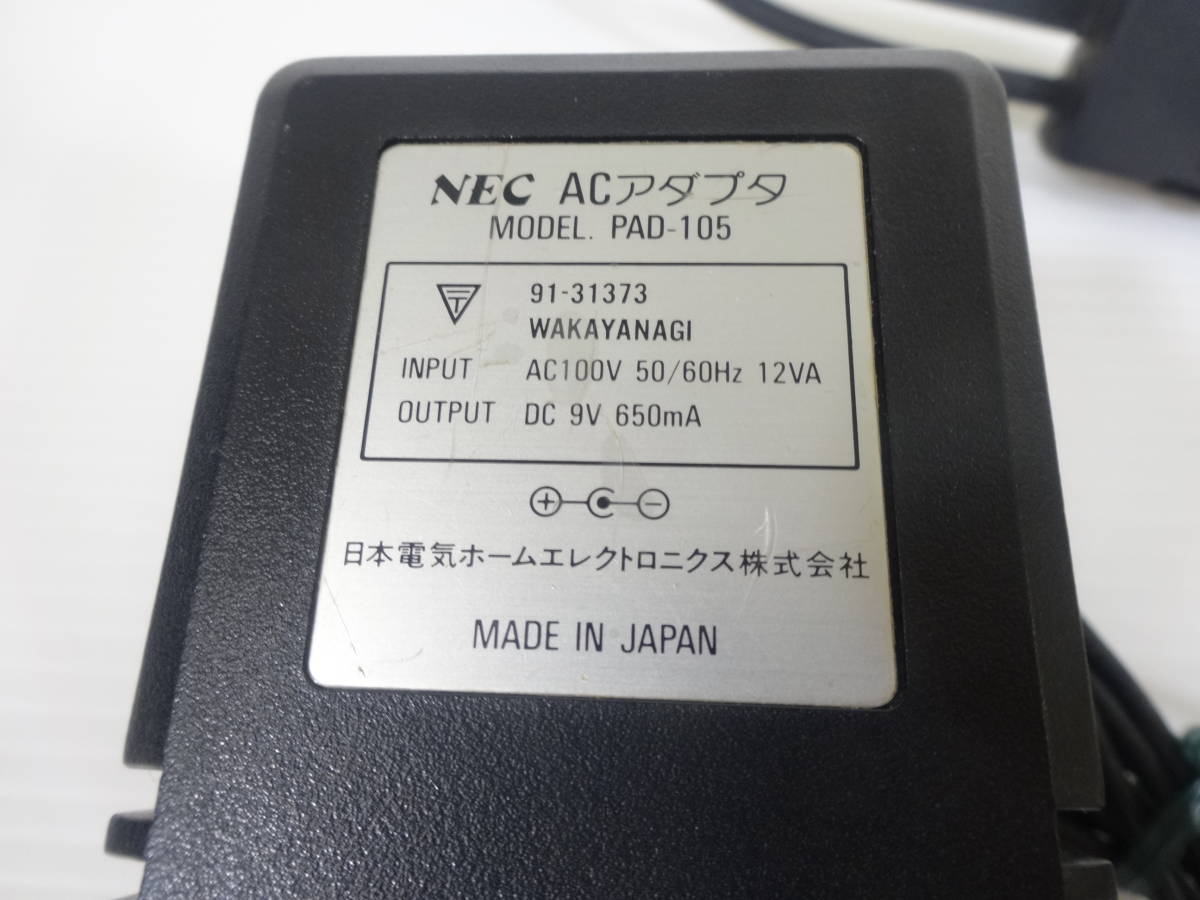 NEC ACアダプタ
MODEL. PAD-105
91-31373
WAKAYANAGI
INPUT AC100V 50/60Hz 12VA
OUTPUT DC 9V 650mA
日本電気ホームエレクトロニクス株式会社
MADE IN JAPAN